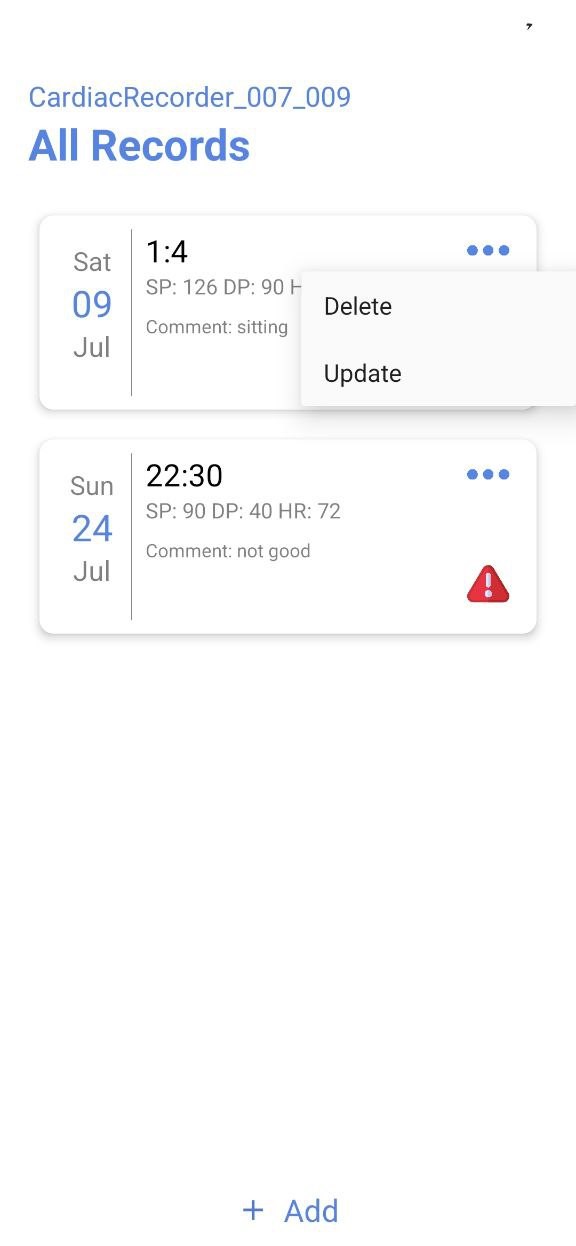 CardiacRecorder_007_009
All Records
Sat
09
Jul
1:4
SP: 126 DP: 90 H
Comment: sitting
Delete
Update
Sun
24
Jul
22:30
SP: 90 DP: 40 HR: 72
Comment: not good
+ Add